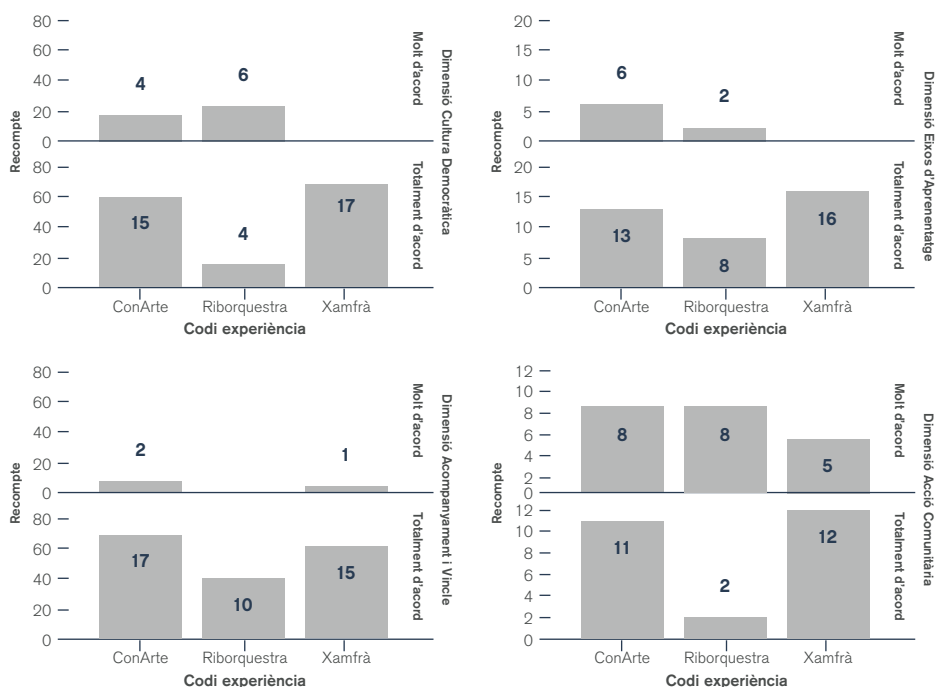 80
60
40
20
0
80
60
40
20
0
Recompte
4
6
15
4
17
Molt d'acord
Totalment d'acord
Dimensió Cultura Democràtica
ConArte
Riborquestra
Xamfrà
Codi experiència
20
15
10
5
0
20
15
10
5
0
Recompte
6
2
13
8
16
Molt d'acord
Totalment d'acord
Dimensió Eixos d'Aprenentatge
ConArte
Riborquestra
Xamfrà
Codi experiència
80
60
40
20
0
80
60
40
20
0
Recompte
2
1
17
10
15
Molt d'acord
Totalment d'acord
Dimensió Acompanyament i Vincle
ConArte
Riborquestra
Xamfrà
Codi experiència
12
10
8
6
4
2
0
12
10
8
6
4
2
0
Recompte
8
8
5
11
2
12
Molt d'acord
Totalment d'acord
Dimensió Acció Comunitària
ConArte
Riborquestra
Xamfrà
Codi experiència